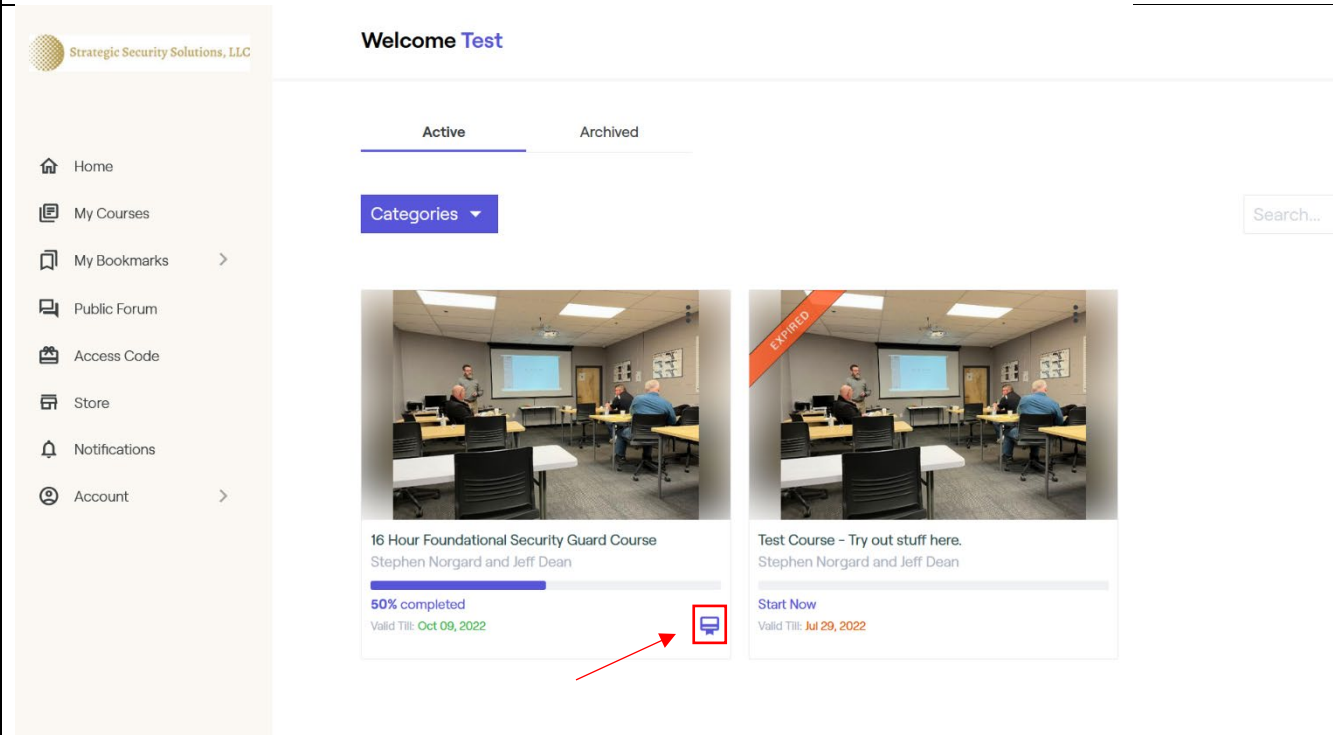 Strategic Security Solutions, LLC
Welcome Test
Home
My Courses
My Bookmarks
Public Forum
Access Code
Store
Notifications
Account
Active Archived
Categories
Search...
EXPIRED
16 Hour Foundational Security Guard Course
Stephen Norgard and Jeff Dean
50% completed
Valid Till: Oct 09, 2022
Test Course - Try out stuff here.
Stephen Norgard and Jeff Dean
Start Now
Valid Till: Jul 29, 2022